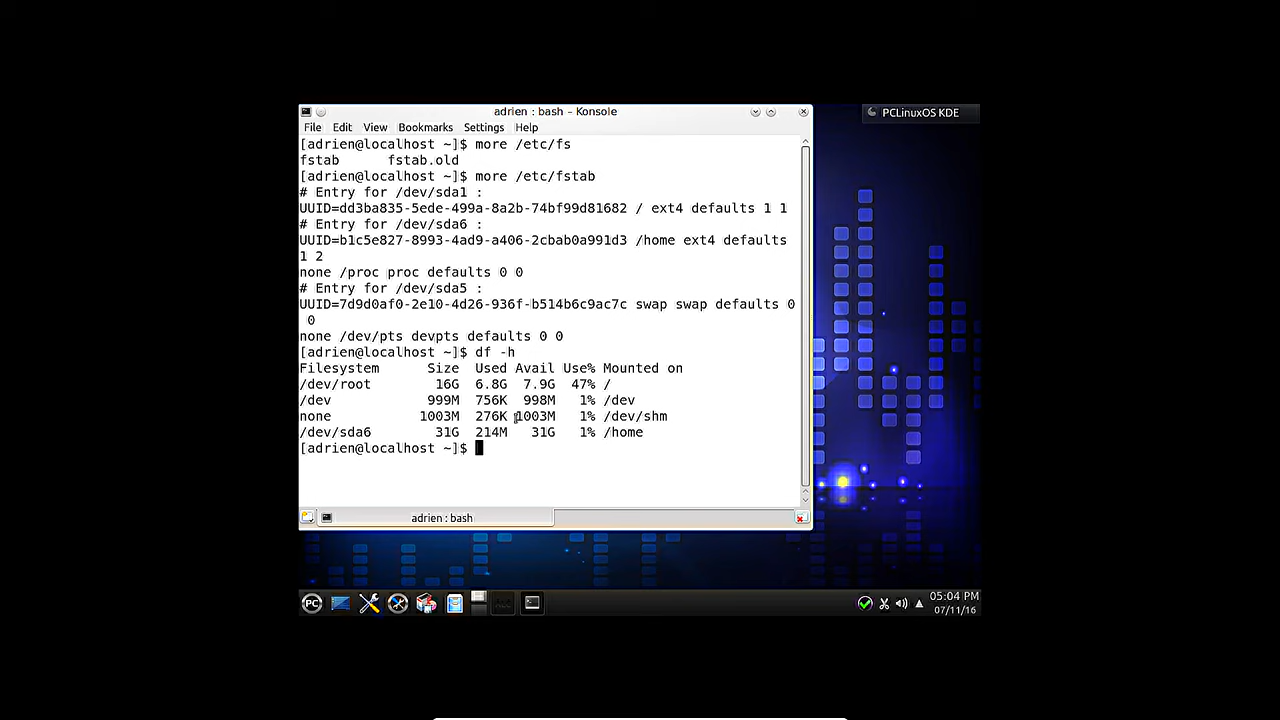 adrien : bash – Konsole
PCLinuxOS KDE
File Edit View Bookmarks Settings Help
[adrien@localhost ~]$ more /etc/fs
fstab      fstab.old
[adrien@localhost ~]$ more /etc/fstab
# Entry for /dev/sda1 :
UUID=dd3ba835-5ede-499a-8a2b-74bf99d81682 / ext4 defaults 1 1
# Entry for /dev/sda6 :
UUID=b1c5e827-8993-4ad9-a406-2cbab0a991d3 /home ext4 defaults
1 2
none /proc proc defaults 0 0
# Entry for /dev/sda5 :
UUID=7d9d0af0-2e10-4d26-936f-b514b6c9ac7c swap swap defaults 0
 0
none /dev/pts devpts defaults 0 0
[adrien@localhost ~]$ df -h
Filesystem      Size  Used Avail Use% Mounted on
/dev/root        16G  6.8G  7.9G  47% /
/dev            999M  756K  998M   1% /dev
none           1003M  276K 1003M   1% /dev/shm
/dev/sda6        31G  214M   31G   1% /home
[adrien@localhost ~]$
adrien : bash
PC
05:04 PM
07/11/16